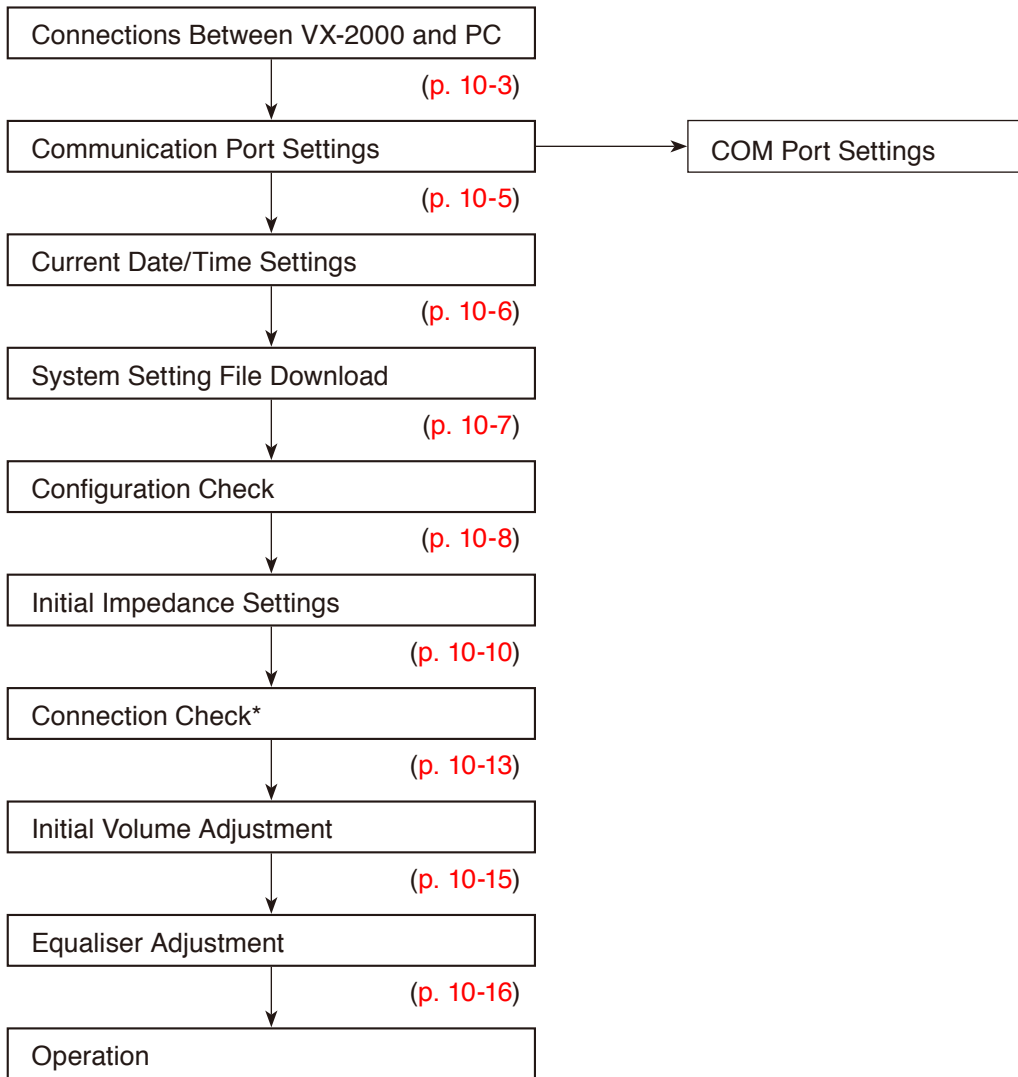 Connections Between VX-2000 and PC
(p. 10-3)
Communication Port Settings
COM Port Settings
(p. 10-5)
Current Date/Time Settings
(p. 10-6)
System Setting File Download
(p. 10-7)
Configuration Check
(p. 10-8)
Initial Impedance Settings
(p. 10-10)
Connection Check*
(p. 10-13)
Initial Volume Adjustment
(p. 10-15)
Equaliser Adjustment
(p. 10-16)
Operation